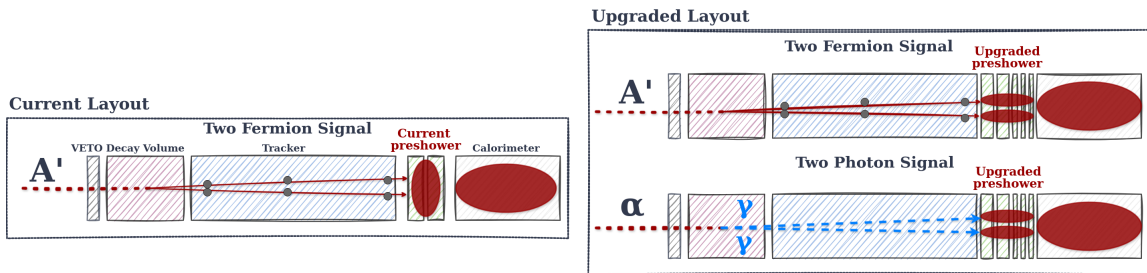 Current Layout
Two Fermion Signal
Current
preshower
VETO Decay Volume
Tracker
Calorimeter
A'
Upgraded Layout
Two Fermion Signal
Upgraded
preshower
A'
Two Photon Signal
Upgraded
preshower
α
γ
γ